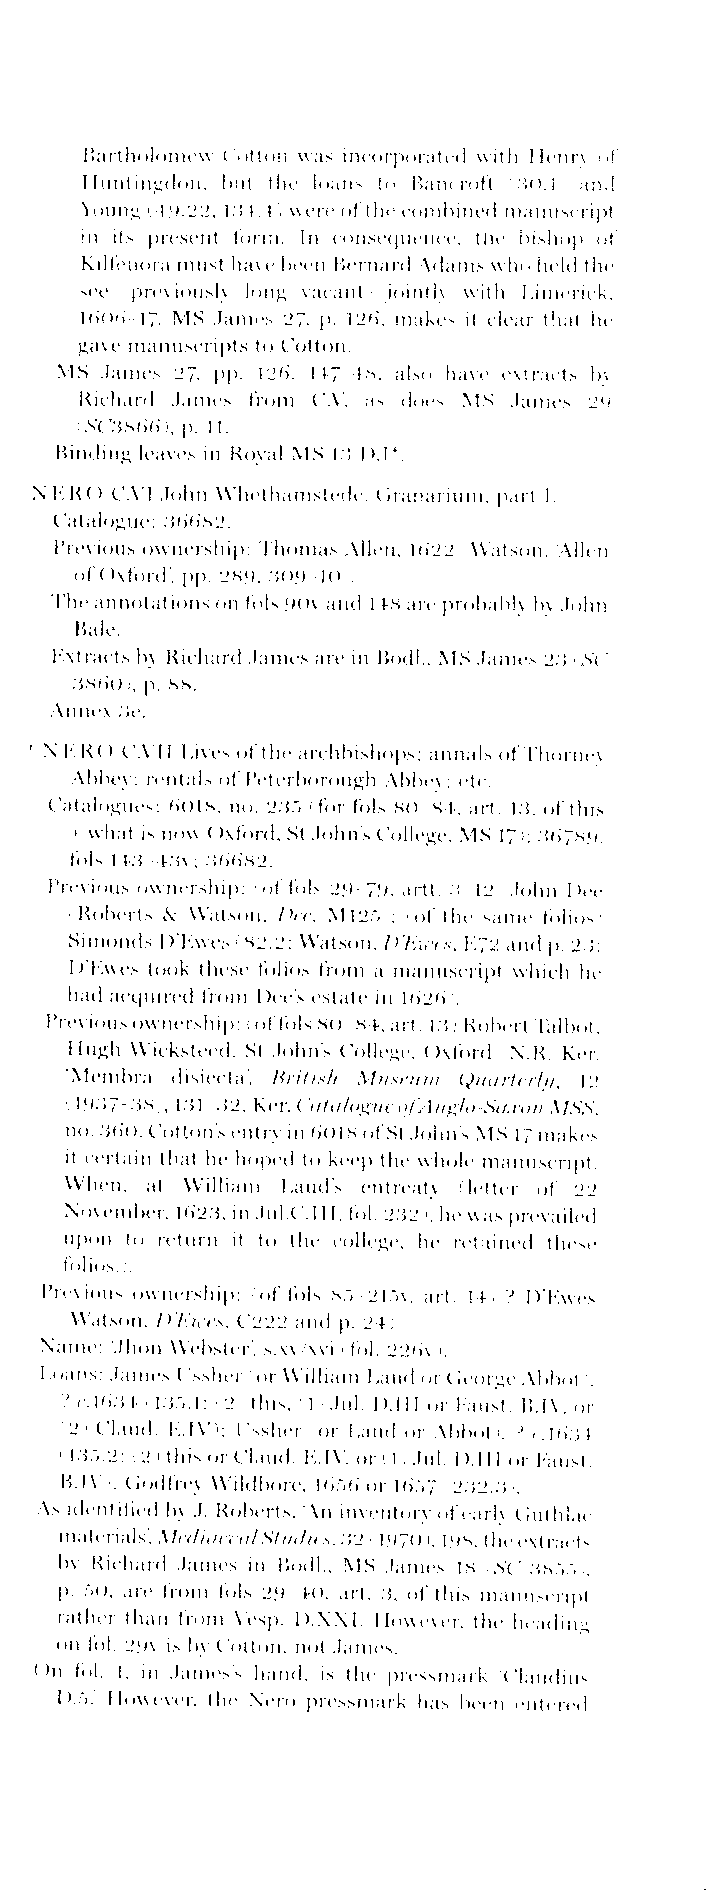 Bartholomew Cotton was incorporated with Henry of
Huntingdon, but the loans to Bancroft (30.1) and
Young (49.22, 134.4) were of the combined manuscript
in its present form. In consequence, the bishop of
Kilfenora must have been Bernard Adams who held the
see (previously long vacant) jointly with Limerick,
1606-17. MS James 27, p. 126, makes it clear that he
gave manuscripts to Cotton.
MS James 27, pp. 126, 147-48, also have extracts by
Richard James from C.V, as does MS James 29
(SC3866), p. 11.
Binding leaves in Royal MS 13 D.I*.
NERO C.VI John Whethamstede, Granarium, part 1.
Catalogue: 36682.
Previous ownership: Thomas Allen, 1622 (Watson, 'Allen
of Oxford', pp. 289, 309-10).
The annotations on fols 90v and 148 are probably by John
Bale.
Extracts by Richard James are in Bodl., MS James 23 (SC
3860), p. 88.
Annex 3e.
NERO C.VII Lives of the archbishops; annals of Thorney
Abbey; rentals of Peterborough Abbey; etc.
Catalogues: 6018, no. 235 (for fols 80-84, art. 13, of this
+ what is now Oxford, St John's College, MS 17); 36789,
fols 143-43v; 36682.
Previous ownership: (of fols 29-79, artt. 3-12) John Dee
(Roberts & Watson, Dee, M125); (of the same folios)
Simonds D'Ewes (82.2; Watson, D'Ewes, E72 and p. 23;
D'Ewes took these folios from a manuscript which he
had acquired from Dee's estate in 1626).
Previous ownership: (of fols 80-84, art. 13) Robert Talbot,
Hugh Wicksteed, St John's College, Oxford (N.R. Ker,
'Membra disiecta', British Museum Quarterly, 12
(1937-38), 131-32, Ker, Catalogue of Anglo-Saxon MSS,
no. 360. Cotton's entry in 6018 of St John's MS 17 makes
it certain that he hoped to keep the whole manuscript.
When, at William Laud's entreaty (letter of 22
November, 1623, in Jul.C.III, fol. 232), he was prevailed
upon to return it to the college, he retained these
folios.).
Previous ownership: (of fols 85-215v, art. 14) ? D'Ewes
Watson, D'Ewes, C222 and p. 24)
Name: 'Jhon Webster', s.xv/xvi (fol. 226v).
Loans: James Ussher (or William Laud or George Abbot),
? c.1634 (135.1: (2) this, (1) Jul. D.III or Faust. B.IV, or
(2) Claud. E.IV); Ussher (or Laud or Abbot), ? c.1634
(135.2: (2) this or Claud. E.IV, or (1) Jul. D.III or Faust.
B.IV). Godfrey Wildbore, 1656 or 1657 (232.3).
As identified by J. Roberts, 'An inventory of early Guthlac
materials', Mediaeval Studies, 32 (1970), 198, the extracts
by Richard James in Bodl., MS James 18 (SC 3855),
p. 50, are from fols 29-40, art. 3, of this manuscript
rather than from Vesp. D.XXI. However, the heading
on fol. 29v is by Cotton, not James.
On fol. 1, in James's hand, is the pressmark 'Claudius
D.5.' However, the Nero pressmark has been entered